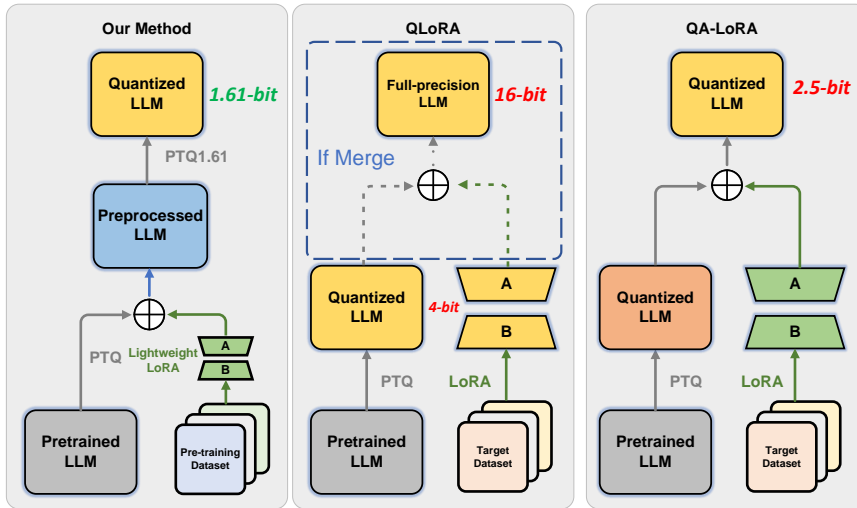 Our Method
Quantized
LLM
1.61-bit
PTQ1.61
Preprocessed
LLM
PTQ
Lightweight
LoRA
A
B
Pretrained
LLM
Pre-training
Dataset
QLoRA
Full-precision
LLM
16-bit
If Merge
Quantized
LLM
4-bit
A
B
PTQ
LoRA
Pretrained
LLM
Target
Dataset
QA-LoRA
Quantized
LLM
2.5-bit
Quantized
LLM
A
B
PTQ
LoRA
Pretrained
LLM
Target
Dataset